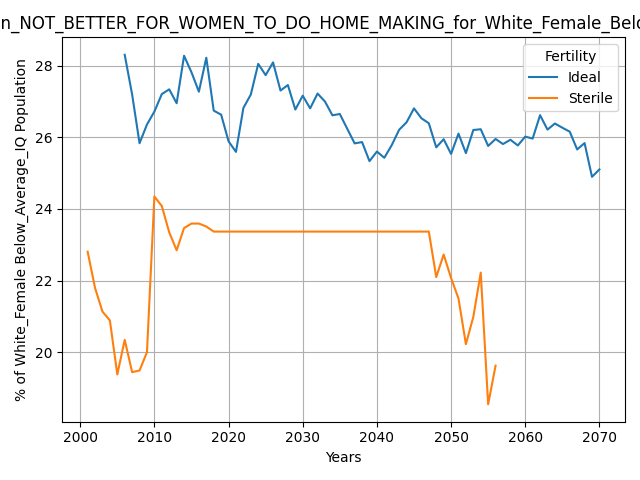 n_NOT_BETTER_FOR_WOMEN_TO_DO_HOME_MAKING_for_White_Female_Belo
% of White_Female Below_Average_IQ Population
28
26
24
22
20
Fertility
Ideal
Sterile
2000 2010 2020 2030 2040 2050 2060 2070
Years